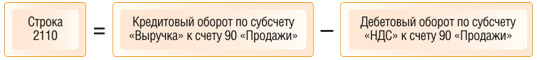 Строка
2110
=
Кредитовый оборот по субсчету
«Выручка» к счету 90 «Продажи»
–
Дебетовый оборот по субсчету
«НДС» к счету 90 «Продажи»